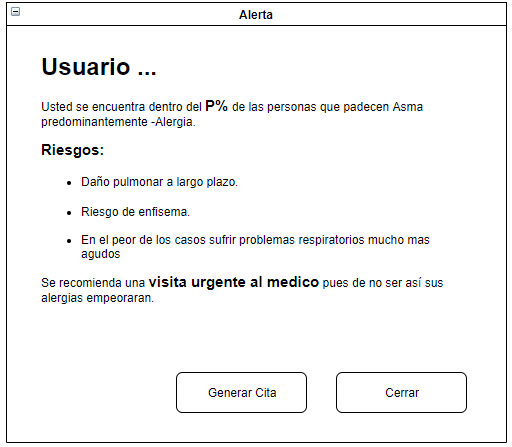 Alerta
Usuario ...
Usted se encuentra dentro del P% de las personas que padecen Asma
predominantemente -Alergia.
Riesgos:
Daño pulmonar a largo plazo.
Riesgo de enfisema.
En el peor de los casos sufrir problemas respiratorios mucho mas
agudos
Se recomienda una visita urgente al medico pues de no ser así sus
alergias empeoraran.
Generar Cita
Cerrar